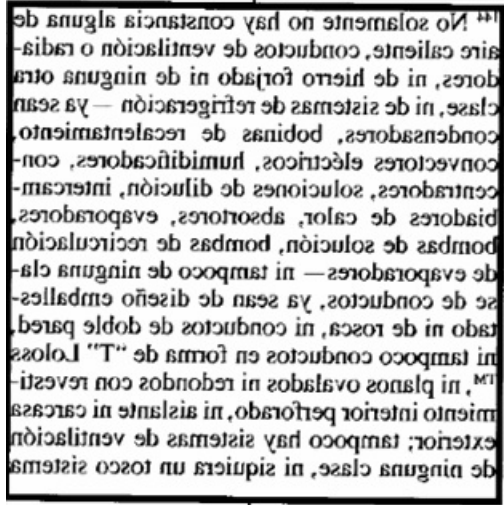 144 No solamente no hay constancia alguna de
aire caliente, conductos de ventilación o radia-
dores, ni de hierro forjado ni de ninguna otra
clase, ni de sistemas de refrigeración —ya sean
condensadores, bobinas de recalentamiento,
convectores eléctricos, humidificadores, con-
centradores, soluciones de dilución, intercam-
biadores de calor, absortores, evaporadores,
bombas de solución, bombas de recirculación
de evaporadores— ni tampoco de ninguna cla-
se de conductos, ya sean de diseño emballes-
tado ni de rosca, ni conductos de doble pared,
ni tampoco conductos en forma de “T” Loloss
™, ni planos ovalados ni redondos con revesti-
miento interior perforado, ni aislante ni carcasa
exterior; tampoco hay sistemas de ventilación
de ninguna clase, ni siquiera un tosco sistema